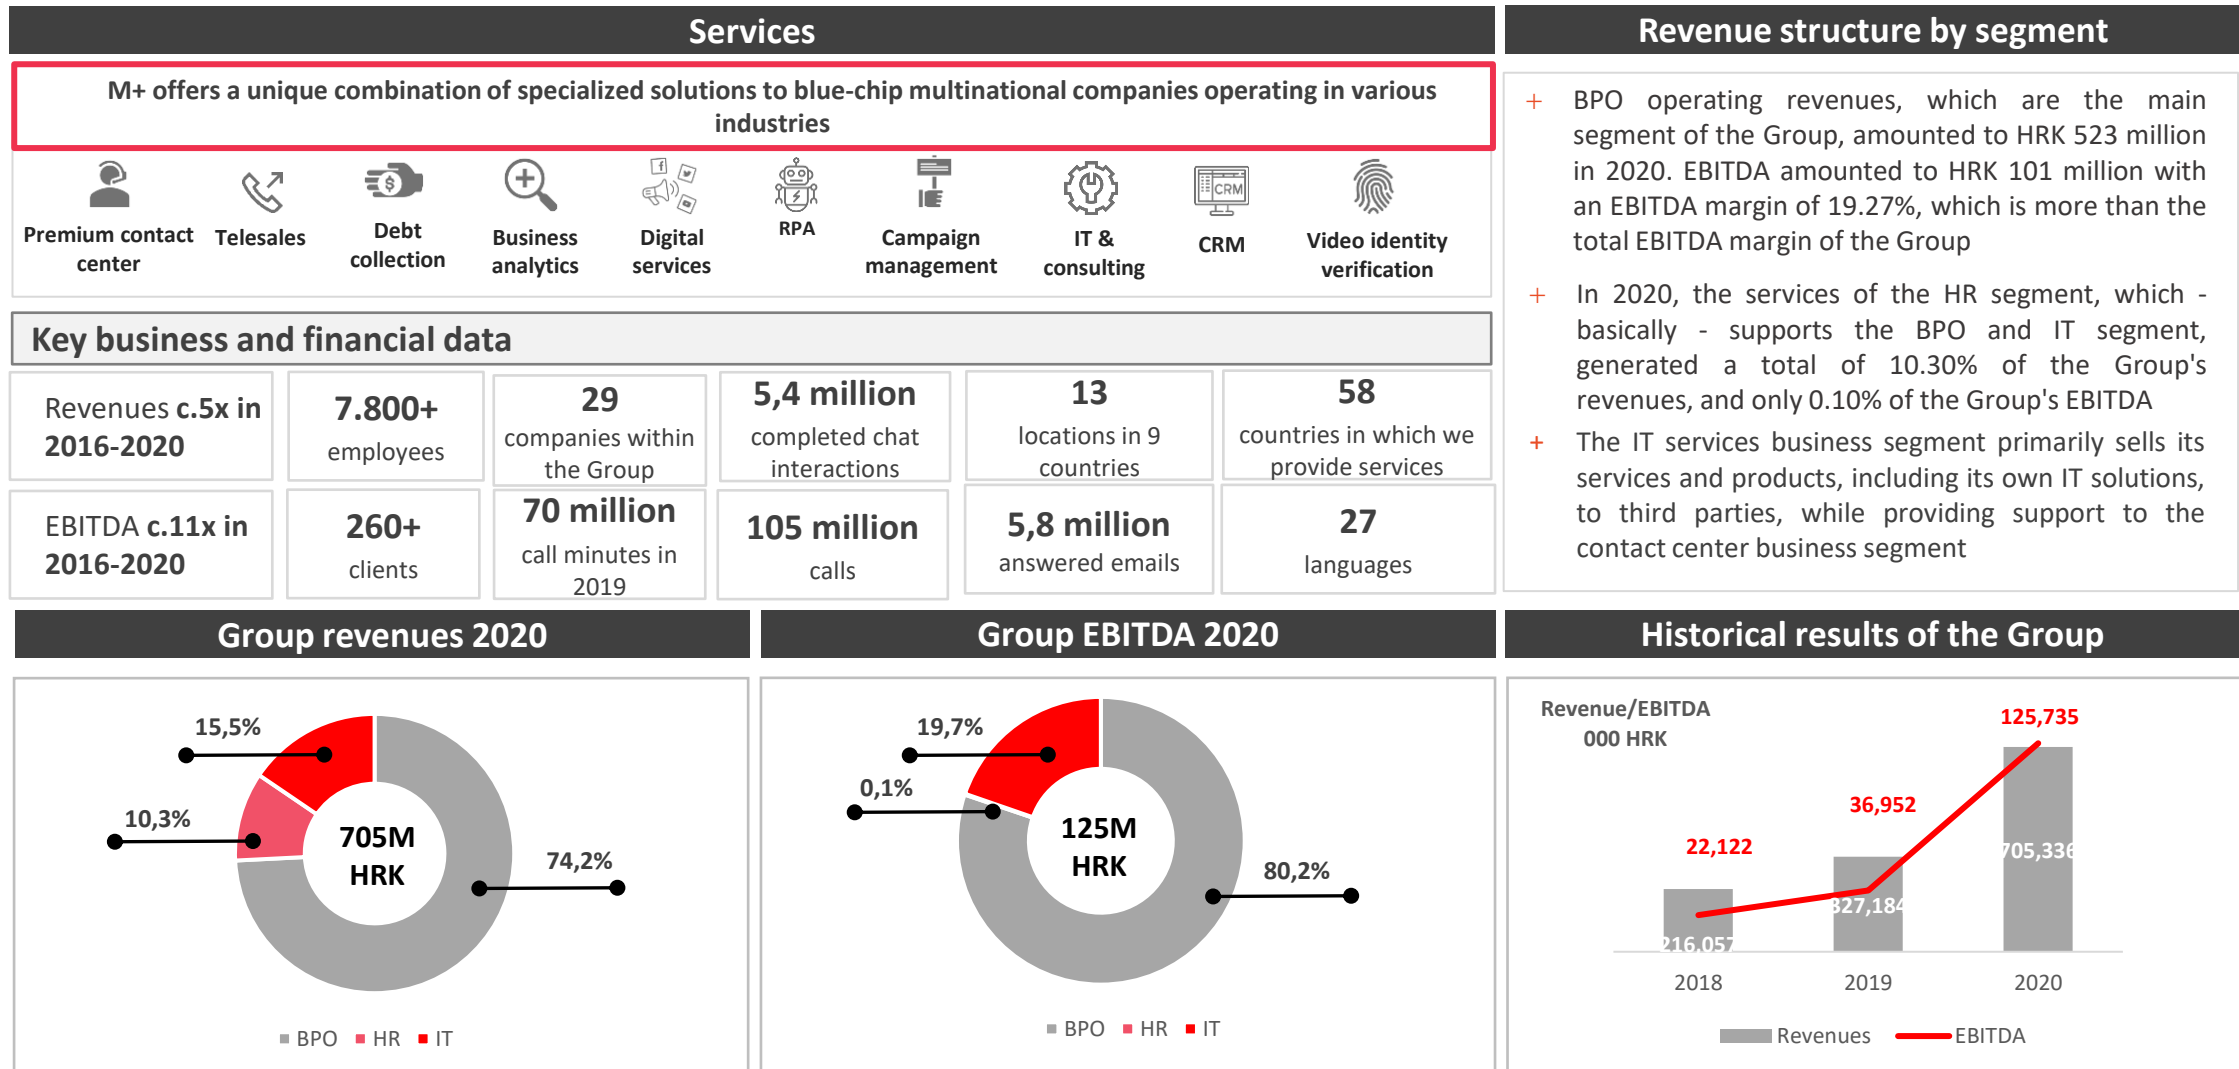 Services
M+ offers a unique combination of specialized solutions to blue-chip multinational companies operating in various
industries
Premium contact
center
Telesales
Debt
collection
Business
analytics
Digital
services
RPA
Campaign
management
IT &
consulting
CRM
CRM
Video identity
verification
Key business and financial data
Revenues c.5x in
2016-2020
7.800+
employees
29
companies within
the Group
5,4 million
completed chat
interactions
13
locations in 9
countries
58
countries in which we
provide services
EBITDA c.11x in
2016-2020
260+
clients
70 million
call minutes in
2019
105 million
calls
5,8 million
answered emails
27
languages
Revenue structure by segment
+ BPO operating revenues, which are the main
segment of the Group, amounted to HRK 523 million
in 2020. EBITDA amounted to HRK 101 million with
an EBITDA margin of 19.27%, which is more than the
total EBITDA margin of the Group
+ In 2020, the services of the HR segment, which -
basically - supports the BPO and IT segment,
generated a total of 10.30% of the Group's
revenues, and only 0.10% of the Group's EBITDA
+ The IT services business segment primarily sells its
services and products, including its own IT solutions,
to third parties, while providing support to the
contact center business segment
Group revenues 2020
15,5%
10,3%
705M
HRK
74,2%
BPO HR IT
Group EBITDA 2020
19,7%
0,1%
125M
HRK
80,2%
BPO HR IT
Historical results of the Group
Revenue/EBITDA
000 HRK
125,735
36,952
22,122
705,336
327,184
216,057
2018 2019 2020
Revenues EBITDA